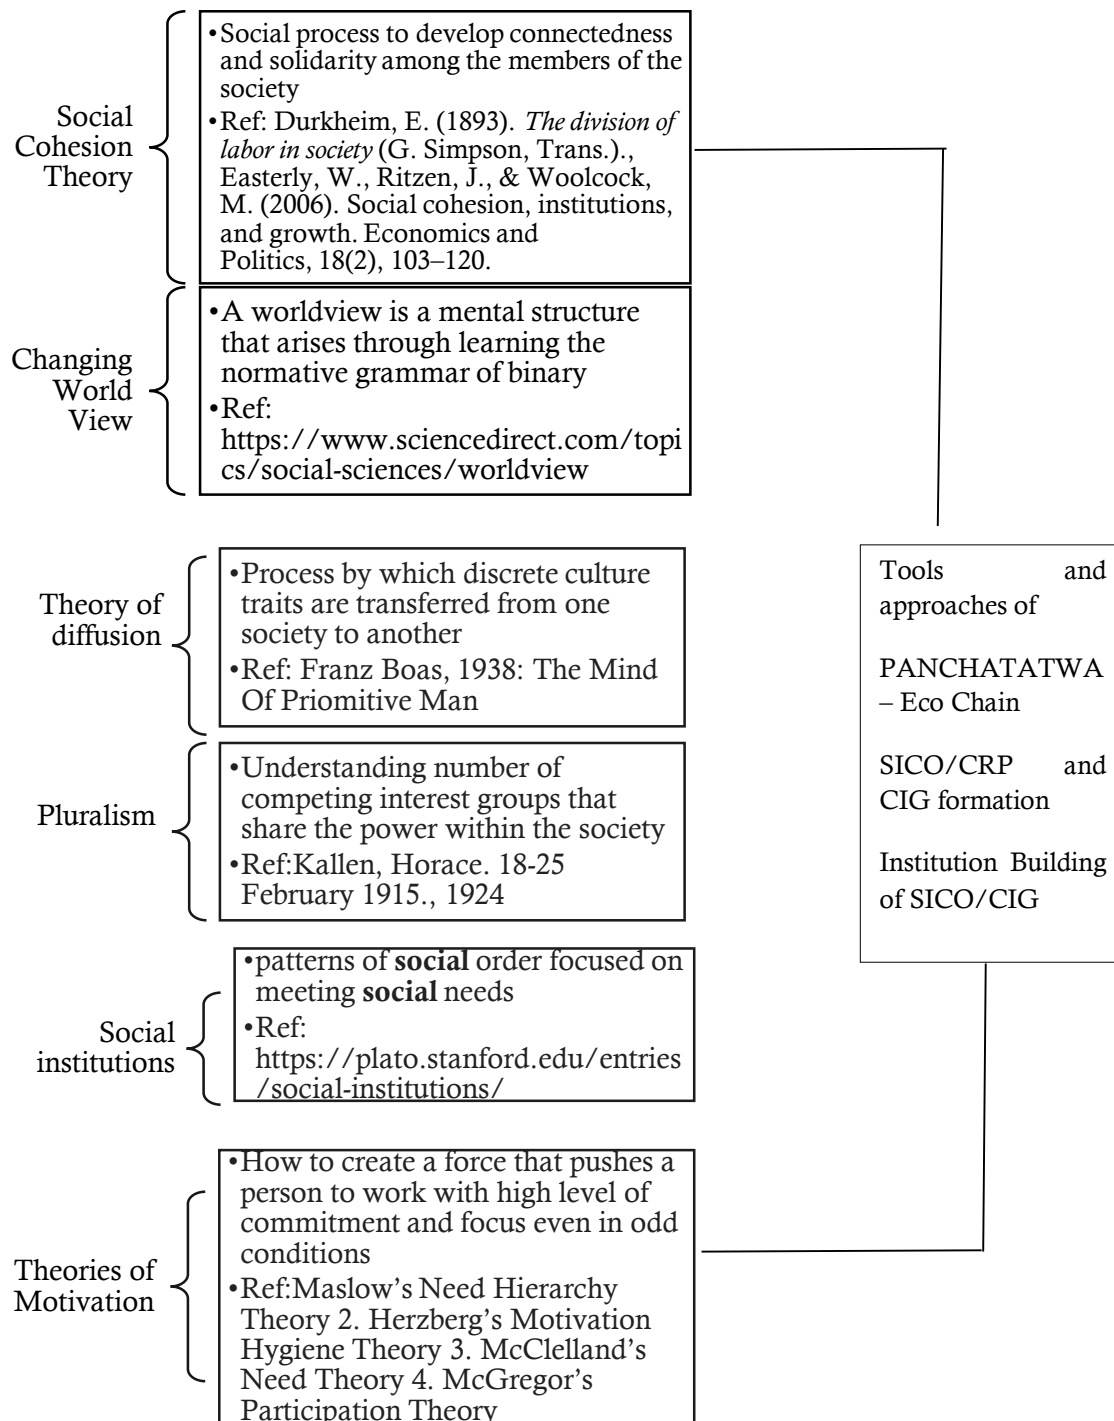 Social
Cohesion
Theory
•Social process to develop connectedness
and solidarity among the members of the
society
•Ref: Durkheim, E. (1893). The division of
labor in society (G. Simpson, Trans.).,
Easterly, W., Ritzen, J., & Woolcock,
M. (2006). Social cohesion, institutions,
and growth. Economics and
Politics, 18(2), 103–120.
Changing
World
View
•A worldview is a mental structure
that arises through learning the
normative grammar of binary
•Ref:
https://www.sciencedirect.com/topi
cs/social-sciences/worldview
Theory of
diffusion
•Process by which discrete culture
traits are transferred from one
society to another
•Ref: Franz Boas, 1938: The Mind
Of Priomitive Man
Pluralism
•Understanding number of
competing interest groups that
share the power within the society
•Ref:Kallen, Horace. 18-25
February 1915., 1924
Social
institutions
•patterns of social order focused on
meeting social needs
•Ref:
https://plato.stanford.edu/entries
/social-institutions/
Theories of
Motivation
•How to create a force that pushes a
person to work with high level of
commitment and focus even in odd
conditions
•Ref:Maslow’s Need Hierarchy
Theory 2. Herzberg’s Motivation
Hygiene Theory 3. McClelland’s
Need Theory 4. McGregor’s
Participation Theory
Tools and
approaches of
PANCHATATWA
– Eco Chain
SICO/CRP and
CIG formation
Institution Building
of SICO/CIG